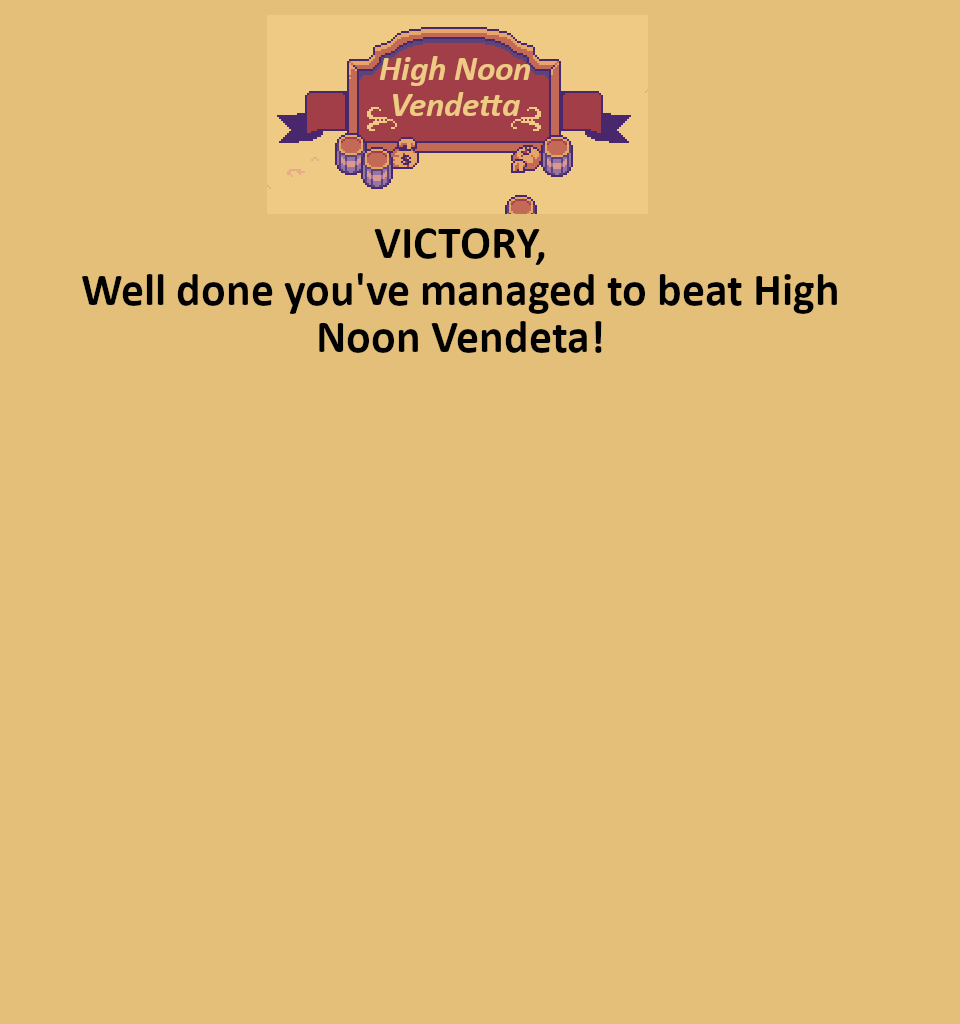 High Noon
Vendetta
VICTORY,
Well done you've managed to beat High
Noon Vendeta!